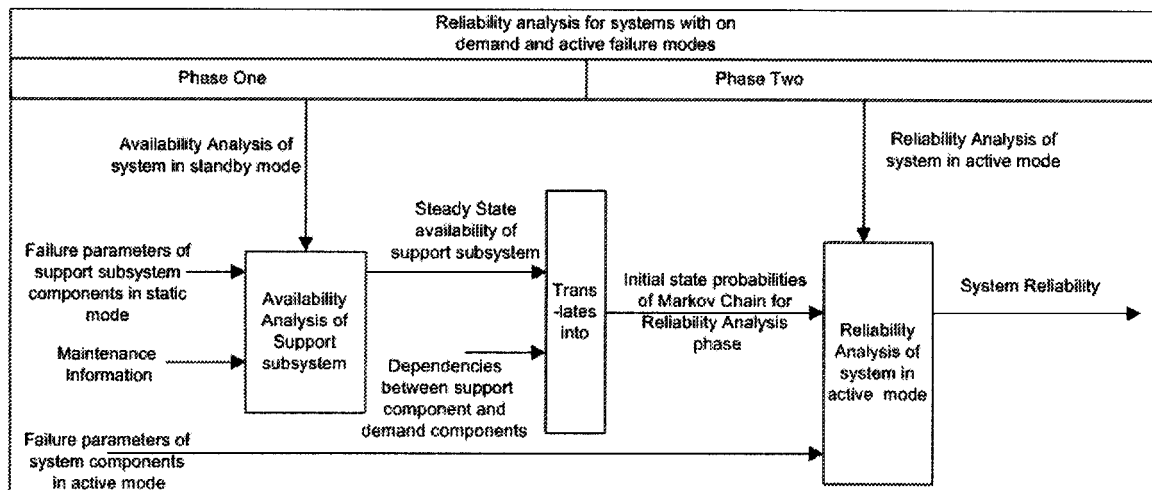 Reliability analysis for systems with on
demand and active failure modes
Phase One
Phase Two
Availability Analysis of
system in standby mode
Reliability Analysis of
system in active mode
Steady State
availability of
support subsystem
Failure parameters of
support subsystem
components in static
mode
Availability
Analysis of
Support
subsystem
Trans
-lates
into
Initial state probabilities
of Markov Chain for
Reliability Analysis
phase
System Reliability
Reliability
Analysis of
system in
active mode
Maintenance
Information
Dependencies
between support
component and
demand components
Failure parameters of
system components
in active mode